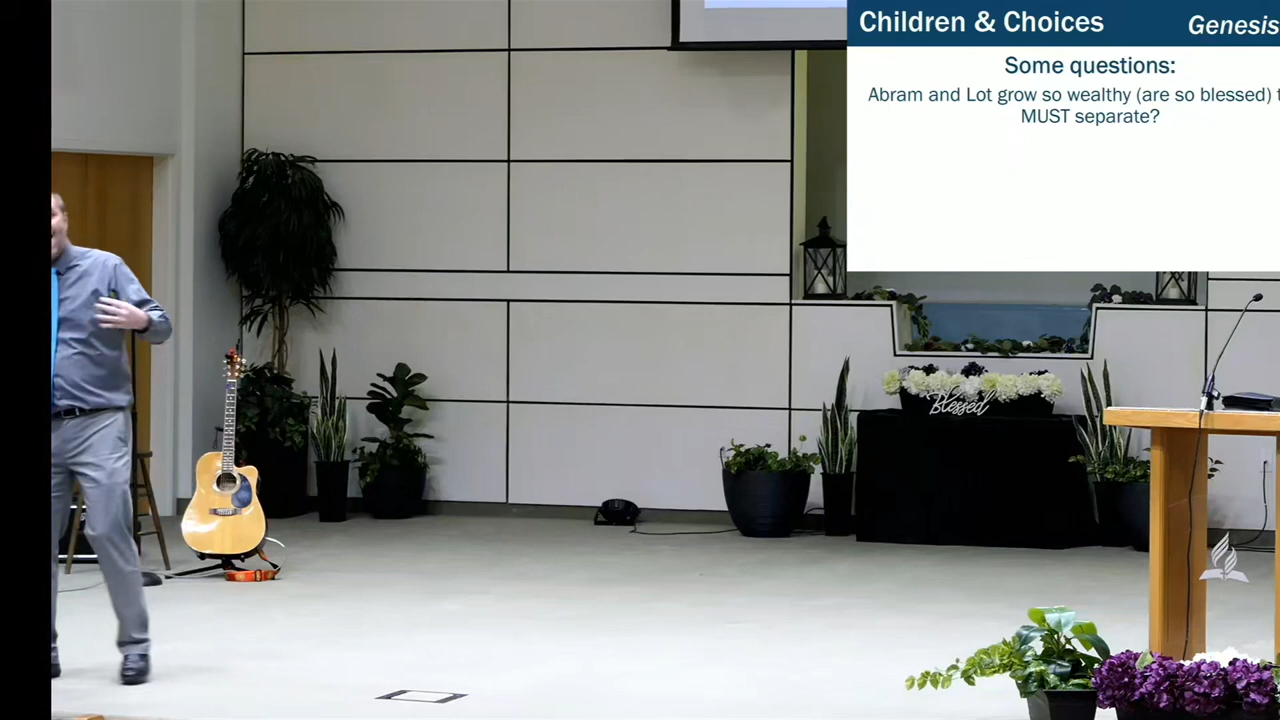 Children & Choices
Genesis
Some questions:
Abram and Lot grow so wealthy (are so blessed) t
MUST separate?
Blessed